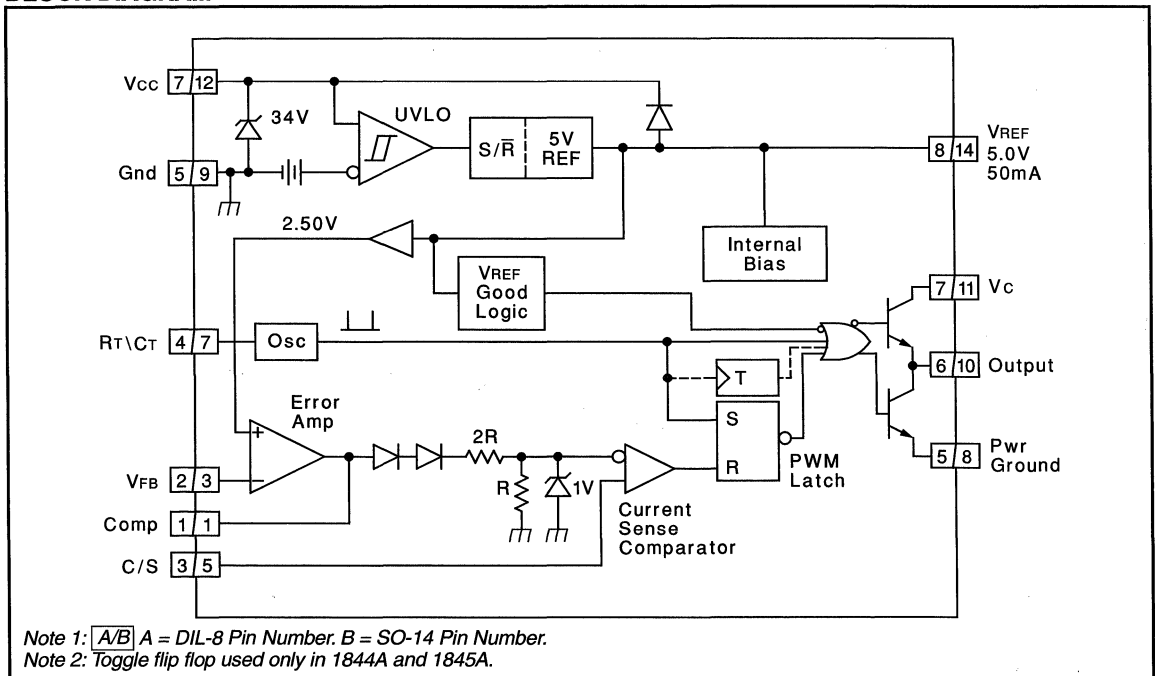 Vcc 7/12
34V
UVLO
S/R̅
5V
REF
8/14
VREF
5.0V
50mA
Gnd 5/9
2.50V
VREF
Good
Logic
Internal
Bias
7/11 Vc
RT\CT 4/7
Osc
T
6/10 Output
Error
Amp
+
−
2R
R
1V
S
R
PWM
Latch
5/8
Pwr
Ground
VFB 2/3
Comp 1/1
Current
Sense
Comparator
C/S 3/5
Note 1: A/B A = DIL-8 Pin Number. B = SO-14 Pin Number.
Note 2: Toggle flip flop used only in 1844A and 1845A.